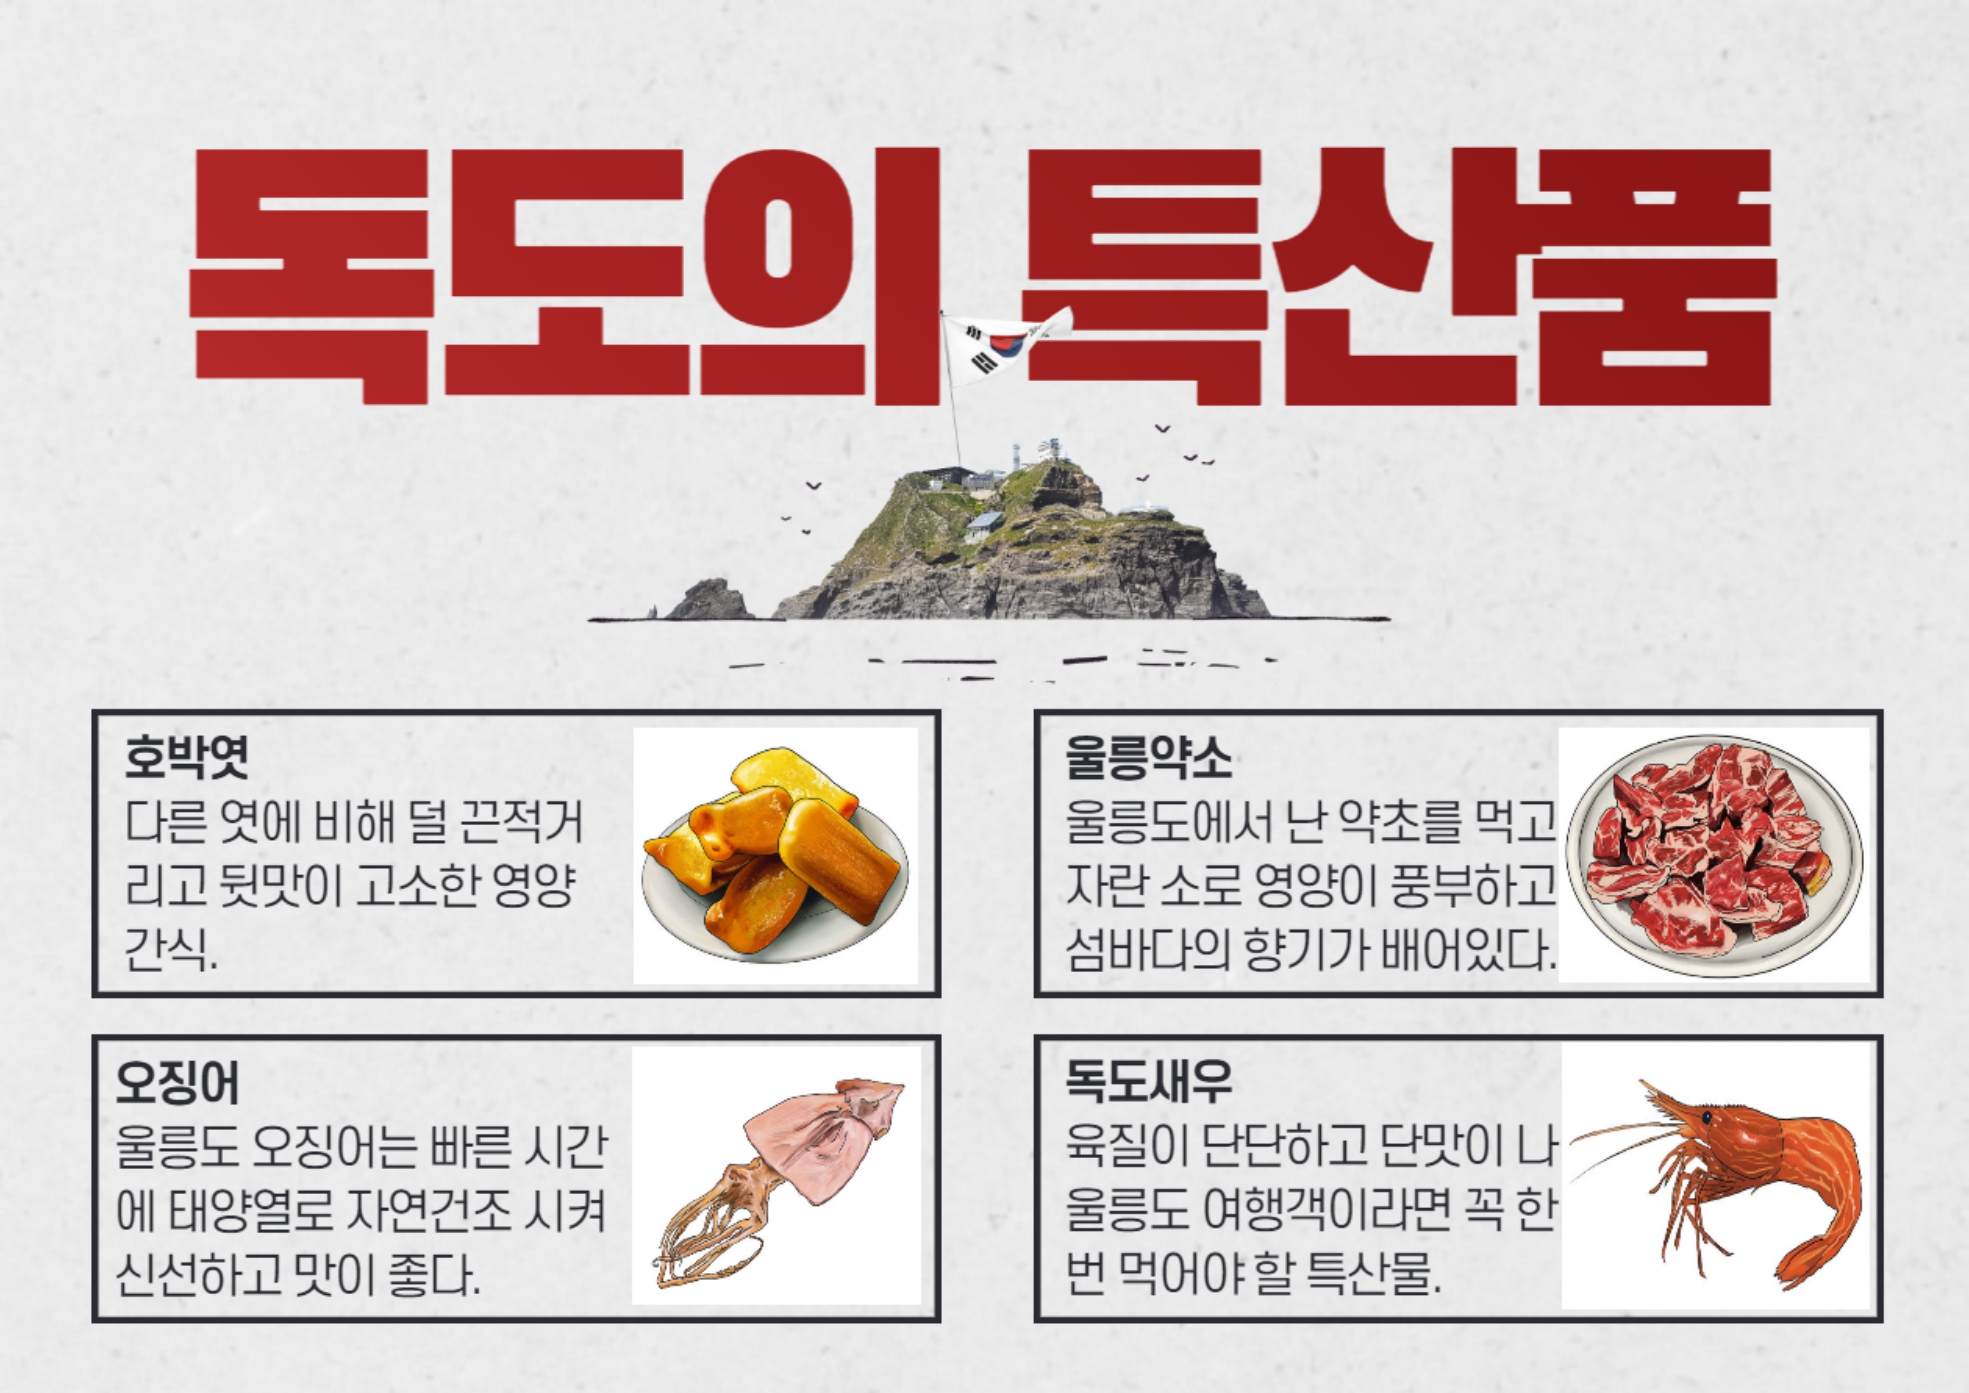 독도의 특산품
호박엿
다른 엿에 비해 덜 끈적거
리고 뒷맛이 고소한 영양
간식.
울릉약소
울릉도에서 난 약초를 먹고
자란 소로 영양이 풍부하고
섬바다의 향기가 배어있다.
오징어
울릉도 오징어는 빠른 시간
에 태양열로 자연건조 시켜
신선하고 맛이 좋다.
독도새우
육질이 단단하고 단맛이 나
울릉도 여행객이라면 꼭 한
번 먹어야 할 특산물.